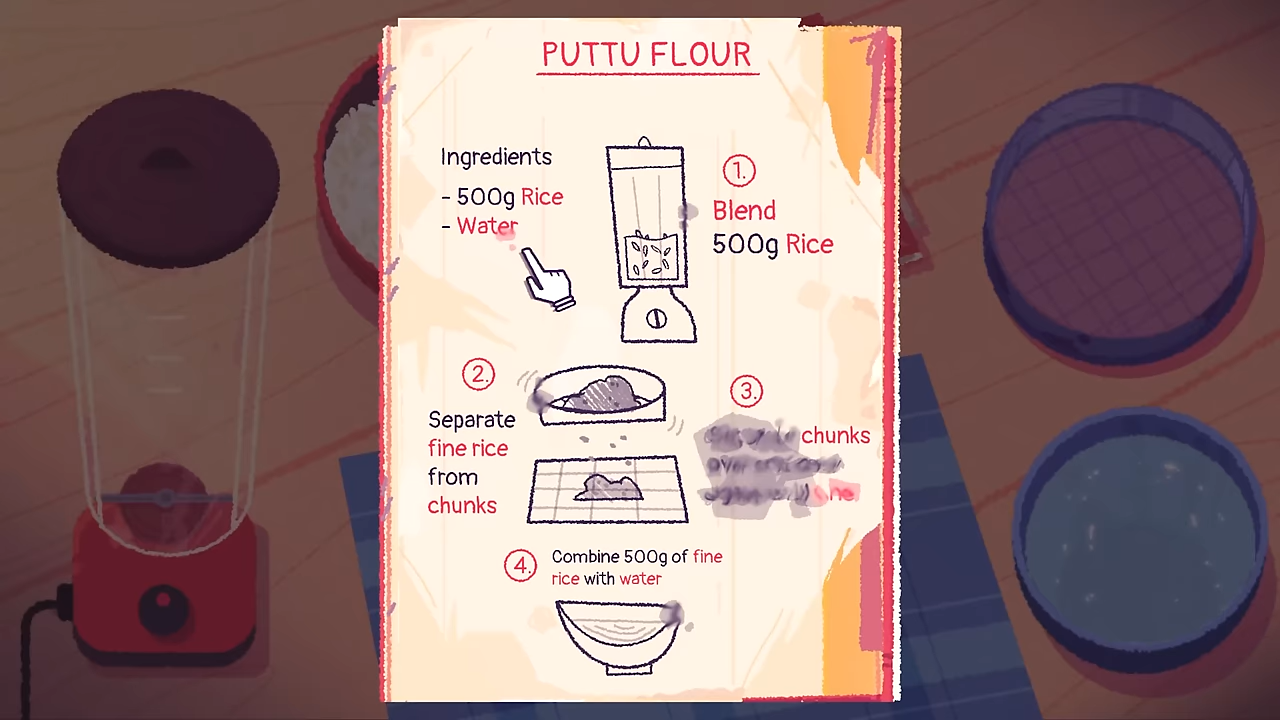 PUTTU FLOUR
Ingredients
- 500g Rice
- Water
1.
Blend
500g Rice
2.
Separate
fine rice
from
chunks
3.
chunks
4.
Combine 500g of fine
rice with water